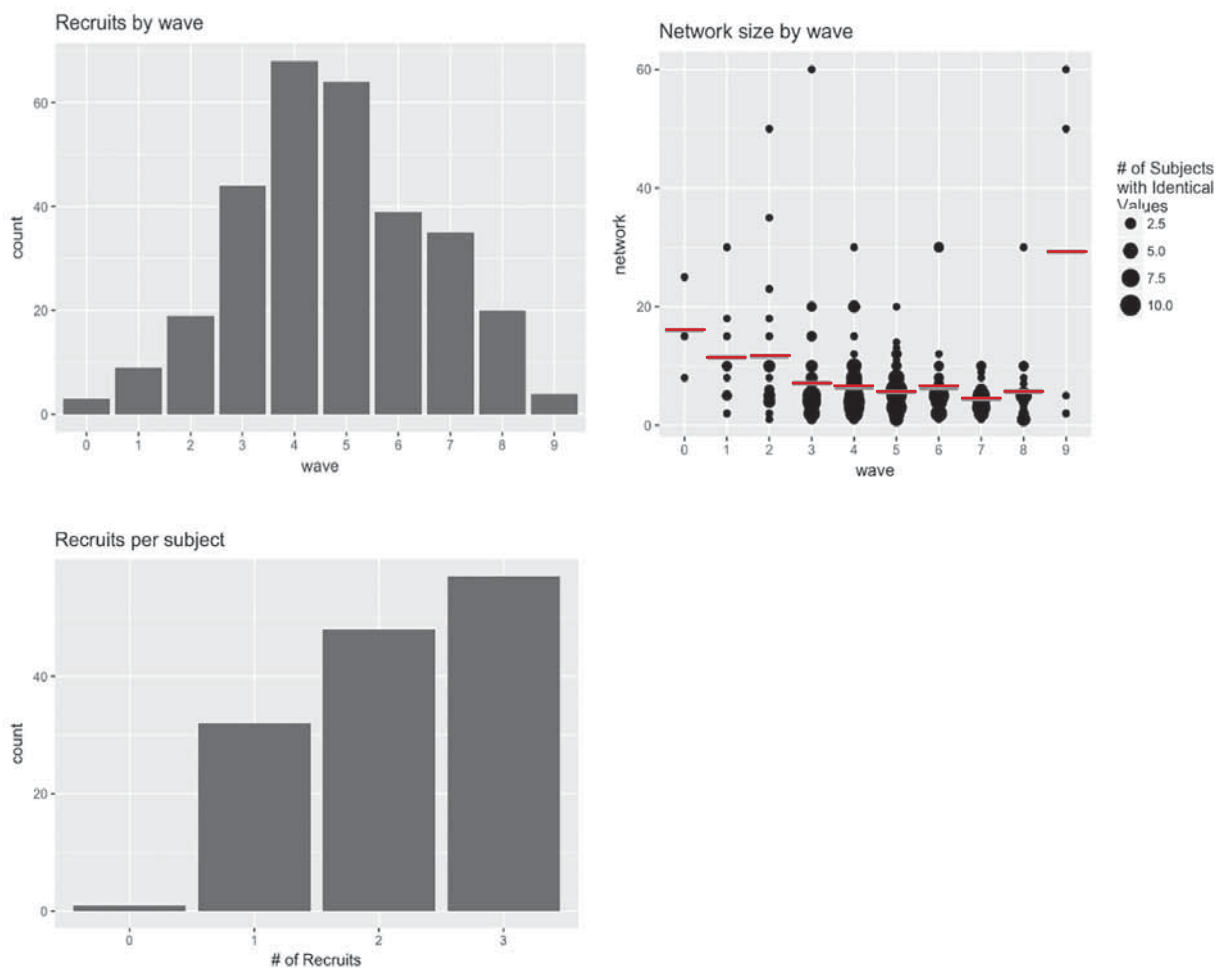 Recruits by wave
60
40
20
0
count
0 1 2 3 4 5 6 7 8 9
wave
Network size by wave
60
40
20
0
network
0 1 2 3 4 5 6 7 8 9
wave
# of Subjects
with Identical
Values
2.5
5.0
7.5
10.0
Recruits per subject
40
20
0
count
0 1 2 3
# of Recruits